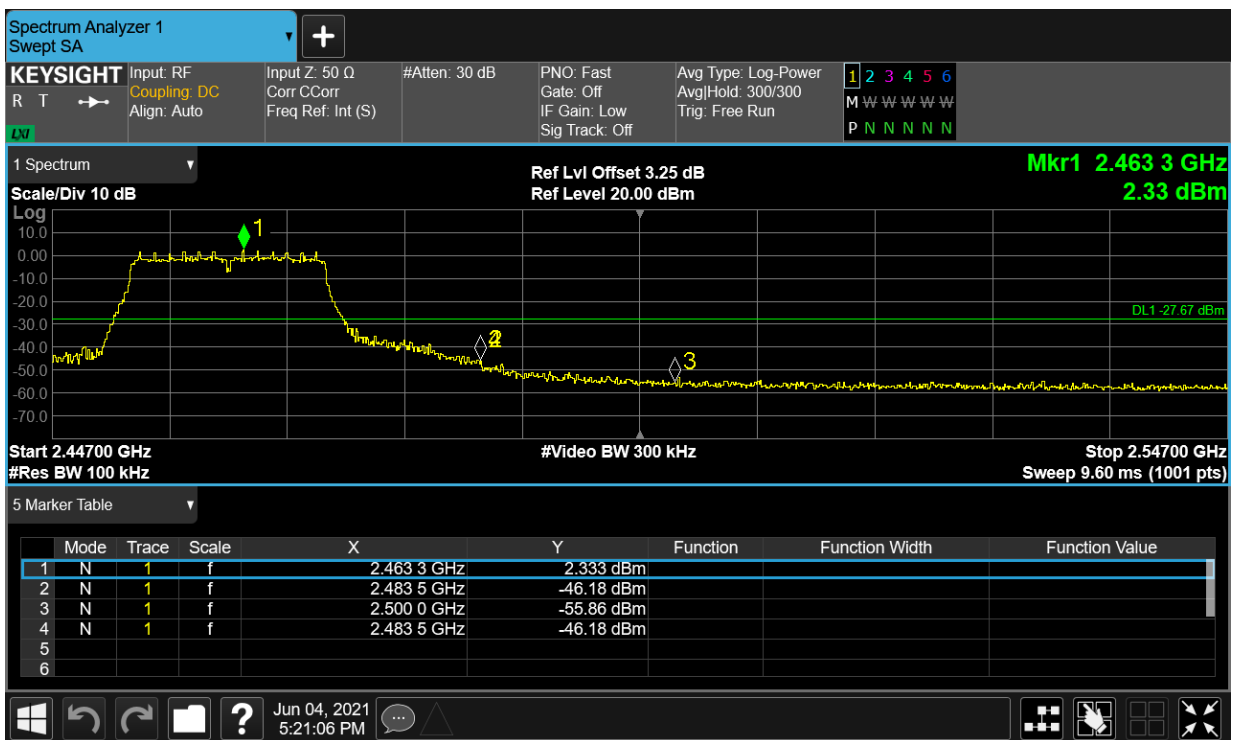 Spectrum Analyzer 1
Swept SA
+
KEYSIGHT
R T
LXI
Input: RF
Coupling: DC
Align: Auto
Input Z: 50 Ω
Corr CCorr
Freq Ref: Int (S)
#Atten: 30 dB
PNO: Fast
Gate: Off
IF Gain: Low
Sig Track: Off
Avg Type: Log-Power
Avg|Hold: 300/300
Trig: Free Run
1 2 3 4 5 6
M W W W W W
P N N N N N
1 Spectrum
Scale/Div 10 dB
Ref Lvl Offset 3.25 dB
Ref Level 20.00 dBm
Mkr1 2.463 3 GHz
2.33 dBm
Log
10.0
0.00
-10.0
-20.0
-30.0
-40.0
-50.0
-60.0
-70.0
1
2
3
4
DL1 -27.67 dBm
Start 2.44700 GHz
#Video BW 300 kHz
Stop 2.54700 GHz
#Res BW 100 kHz
Sweep 9.60 ms (1001 pts)
5 Marker Table
Mode Trace Scale X Y Function Function Width Function Value
1 N 1 f 2.463 3 GHz 2.333 dBm
2 N 1 f 2.483 5 GHz -46.18 dBm
3 N 1 f 2.500 0 GHz -55.86 dBm
4 N 1 f 2.483 5 GHz -46.18 dBm
5
6
?
Jun 04, 2021
5:21:06 PM